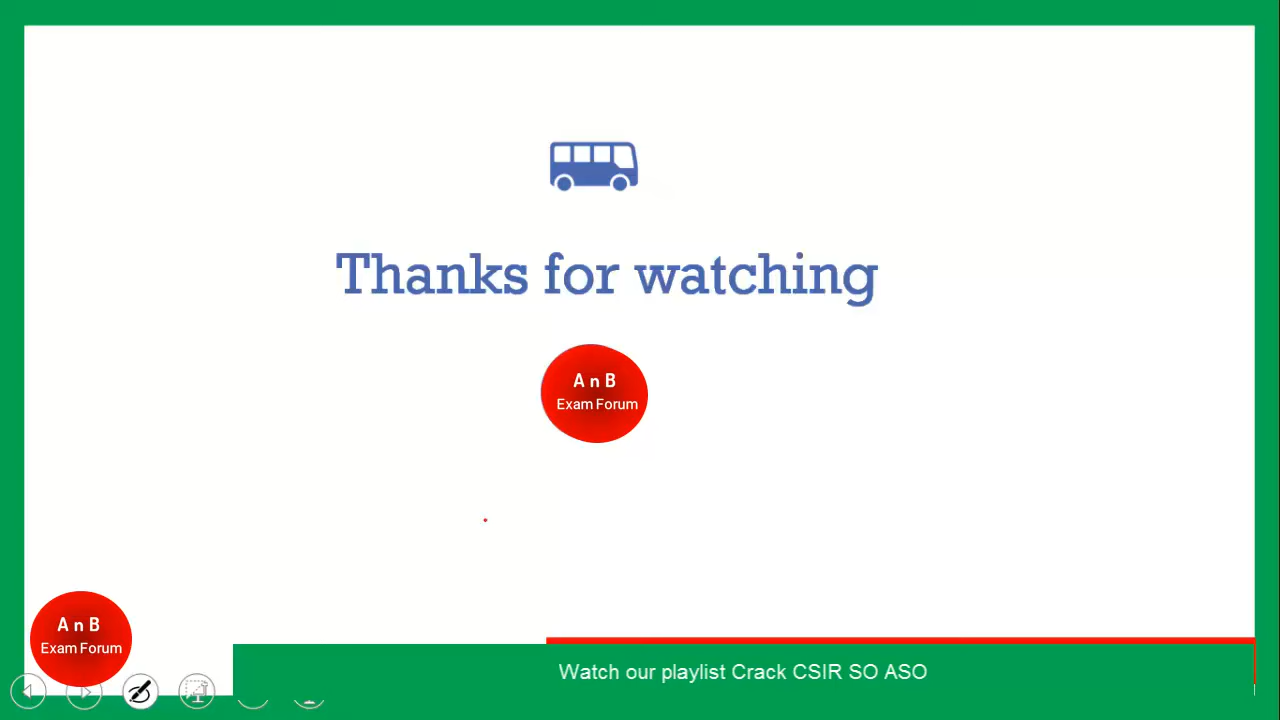 Thanks for watching
A n B
Exam Forum
A n B
Exam Forum
Watch our playlist Crack CSIR SO ASO